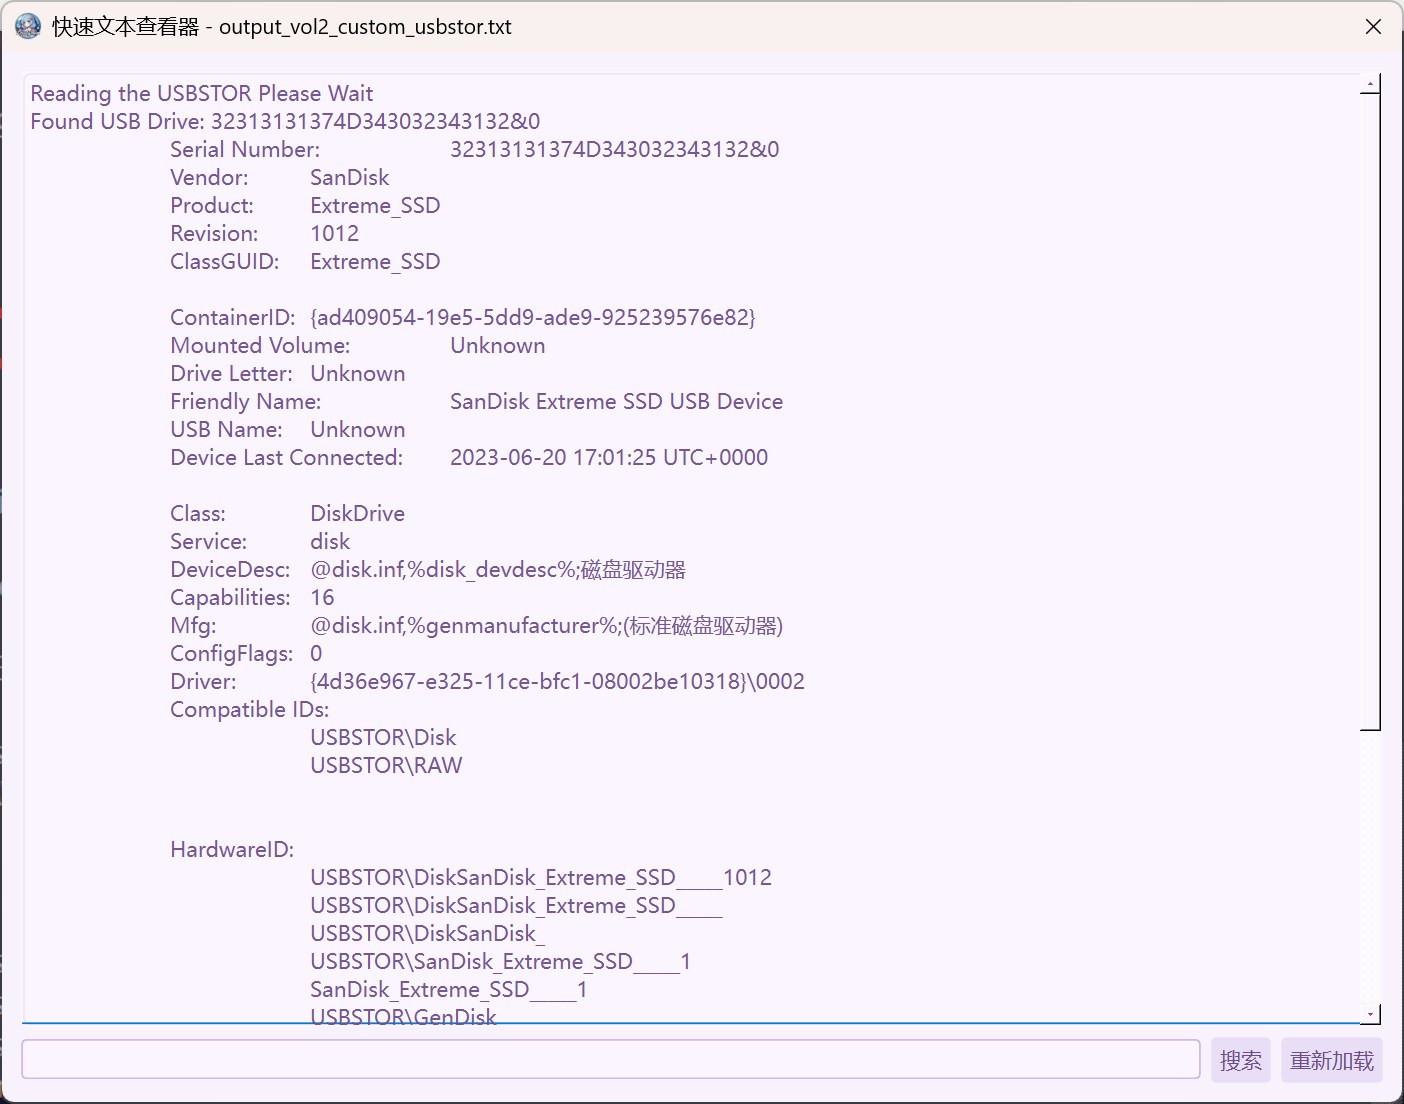 快速文本查看器 - output_vol2_custom_usbstor.txt
Reading the USBSTOR Please Wait
Found USB Drive: 32313131374D343032343132&0
Serial Number: 32313131374D343032343132&0
Vendor: SanDisk
Product: Extreme_SSD
Revision: 1012
ClassGUID: Extreme_SSD
ContainerID: {ad409054-19e5-5dd9-ade9-925239576e82}
Mounted Volume: Unknown
Drive Letter: Unknown
Friendly Name: SanDisk Extreme SSD USB Device
USB Name: Unknown
Device Last Connected: 2023-06-20 17:01:25 UTC+0000
Class: DiskDrive
Service: disk
DeviceDesc: @disk.inf,%disk_devdesc%;磁盘驱动器
Capabilities: 16
Mfg: @disk.inf,%genmanufacturer%;(标准磁盘驱动器)
ConfigFlags: 0
Driver: {4d36e967-e325-11ce-bfc1-08002be10318}\0002
Compatible IDs:
USBSTOR\Disk
USBSTOR\RAW
HardwareID:
USBSTOR\DiskSanDisk_Extreme_SSD_____1012
USBSTOR\DiskSanDisk_Extreme_SSD_____
USBSTOR\DiskSanDisk_
USBSTOR\SanDisk_Extreme_SSD_____1
SanDisk_Extreme_SSD_____1
USBSTOR\GenDisk
搜索
重新加载